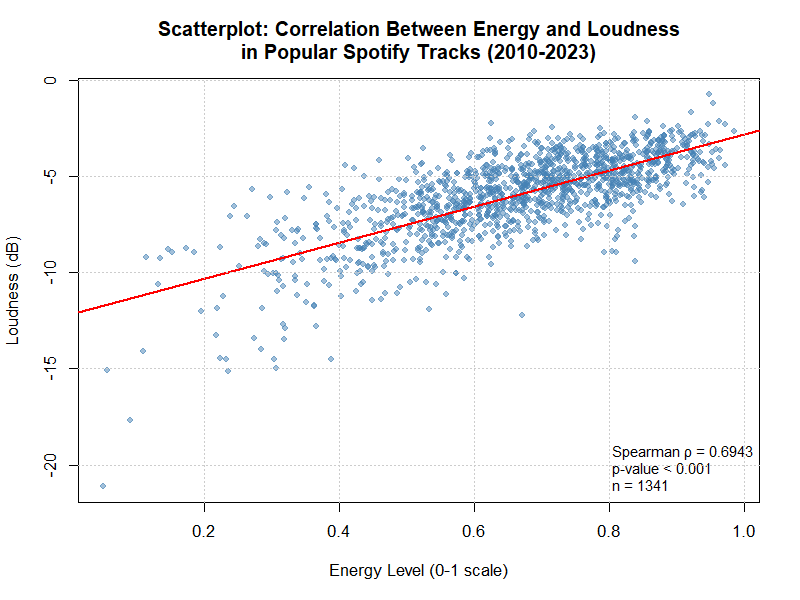 Scatterplot: Correlation Between Energy and Loudness
in Popular Spotify Tracks (2010-2023)
0
-5
-10
-15
-20
Loudness (dB)
Spearman ρ = 0.6943
p-value < 0.001
n = 1341
0.2
0.4
0.6
0.8
1.0
Energy Level (0-1 scale)